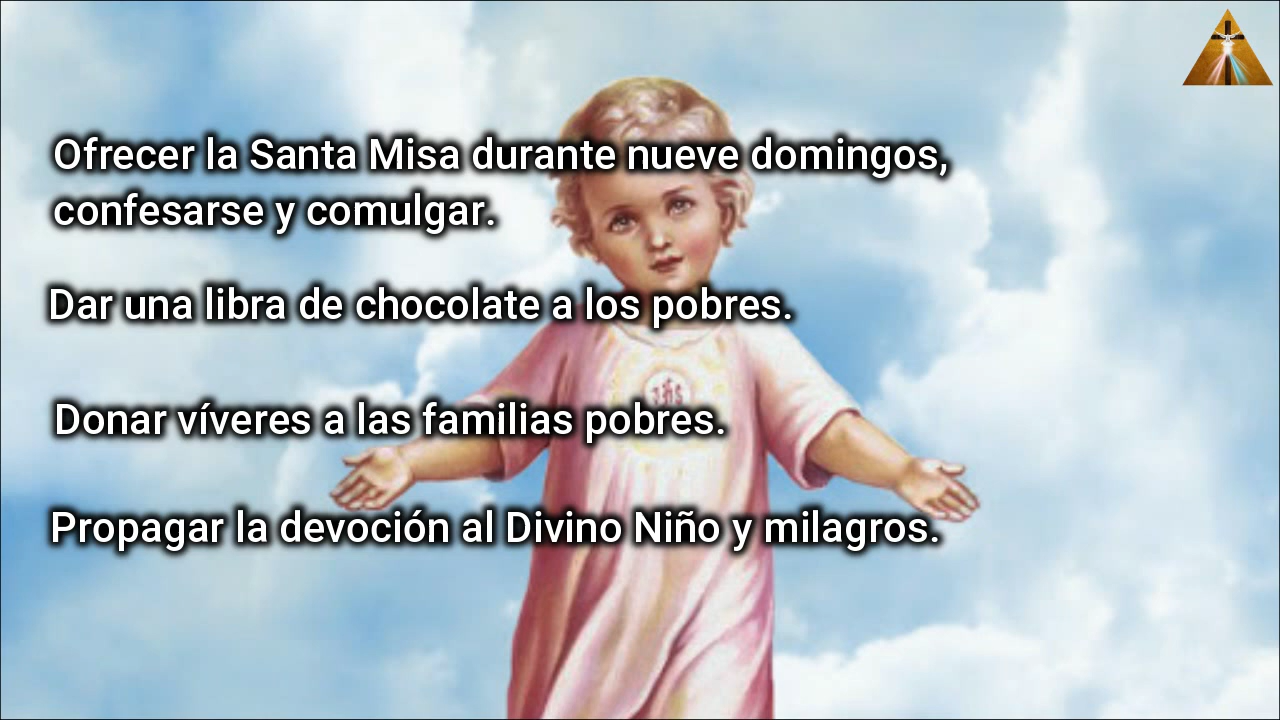 Ofrecer la Santa Misa durante nueve domingos,
confesarse y comulgar.
Dar una libra de chocolate a los pobres.
Donar víveres a las familias pobres.
Propagar la devoción al Divino Niño y milagros.
JHS